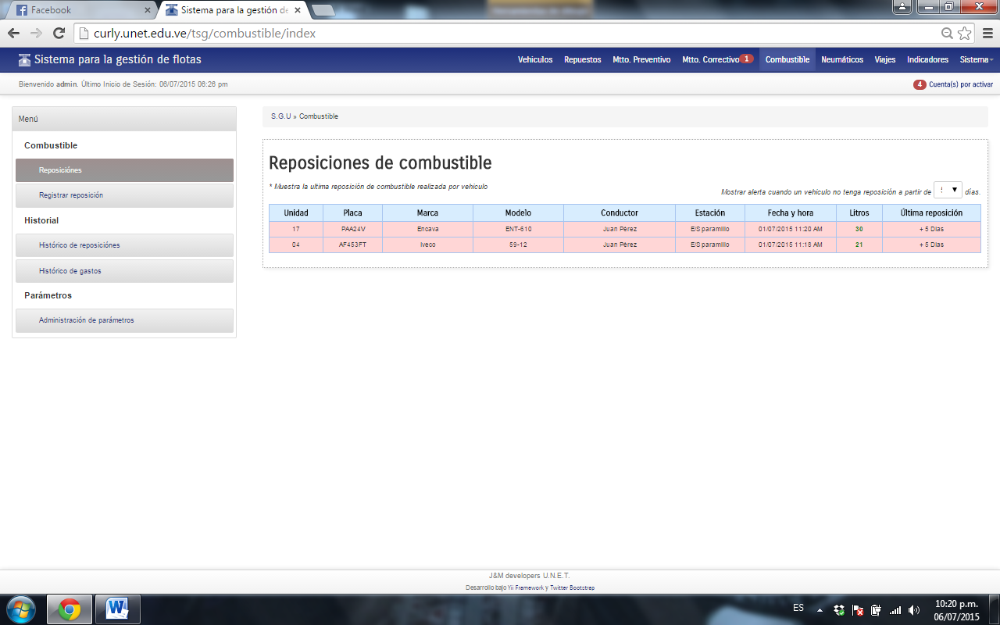 Facebook
Sistema para la gestión de
curly.unet.edu.ve/tsg/combustible/index
Sistema para la gestión de flotas
Vehiculos Repuestos Mtto. Preventivo Mtto. Correctivo 1 Combustible Neumáticos Viajes Indicadores Sistema
Bienvenido admin. Último Inicio de Sesión: 06/07/2015 06:26 pm
4 Cuenta(s) por activar
Menú
Combustible
Reposiciónes
Registrar reposición
Historial
Histórico de reposiciónes
Histórico de gastos
Parámetros
Administración de parámetros
S.G.U » Combustible
Reposiciones de combustible
* Muestra la ultima reposición de combustible realizada por vehiculo
Mostrar alerta cuando un vehiculo no tenga reposición a partir de días.
Unidad Placa Marca Modelo Conductor Estación Fecha y hora Litros Última reposición
17 PAA24V Encava ENT-610 Juan Pérez E/S paramillo 01/07/2015 11:20 AM 30 + 5 Dias
04 AF453FT Iveco 59-12 Juan Pérez E/S paramillo 01/07/2015 11:18 AM 21 + 5 Dias
J&M developers U.N.E.T.
Desarrollo bajo Yii Framework y Twitter Bootstrap
ES
10:20 p.m.
06/07/2015